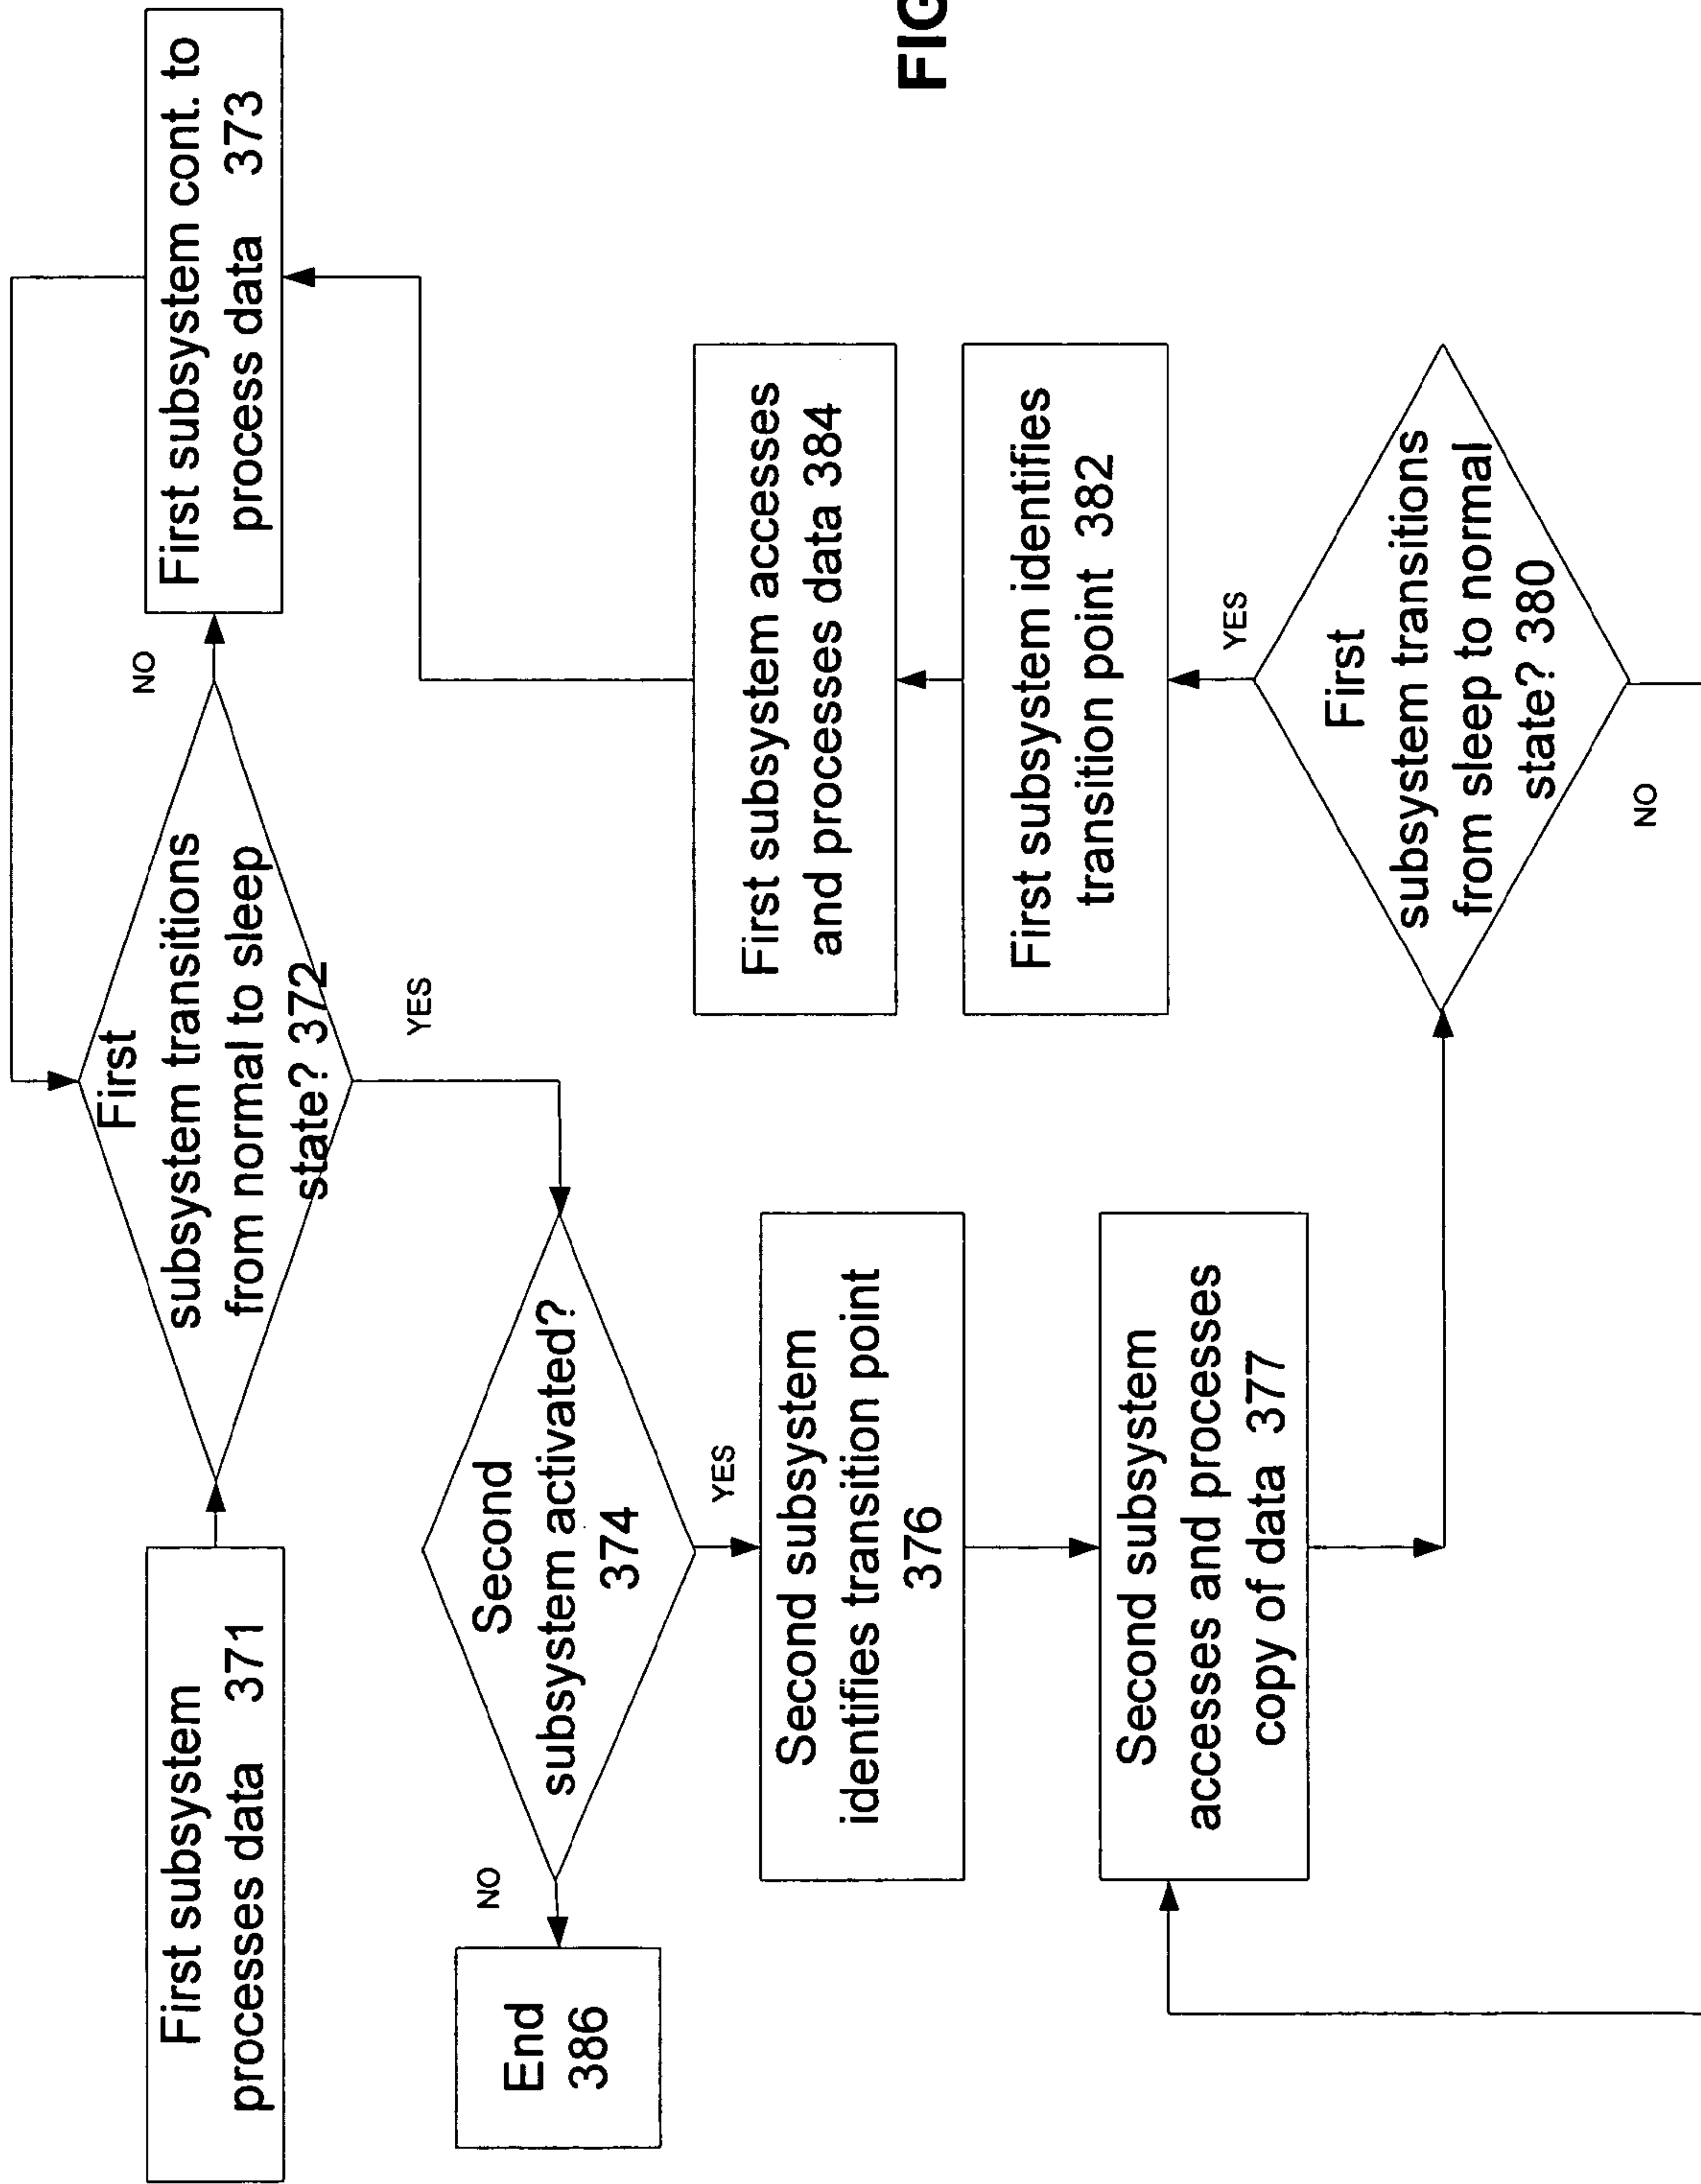 First subsystem
processes data 371
First
subsystem transitions
from normal to sleep
state? 372
NO
First subsystem cont. to
process data 373
YES
Second
subsystem activated?
374
NO
End
386
YES
Second subsystem
identifies transition point
376
Second subsystem
accesses and processes
copy of data 377
First
subsystem transitions
from sleep to normal
state? 380
NO
YES
First subsystem identifies
transition point 382
First subsystem accesses
and processes data 384
FIG